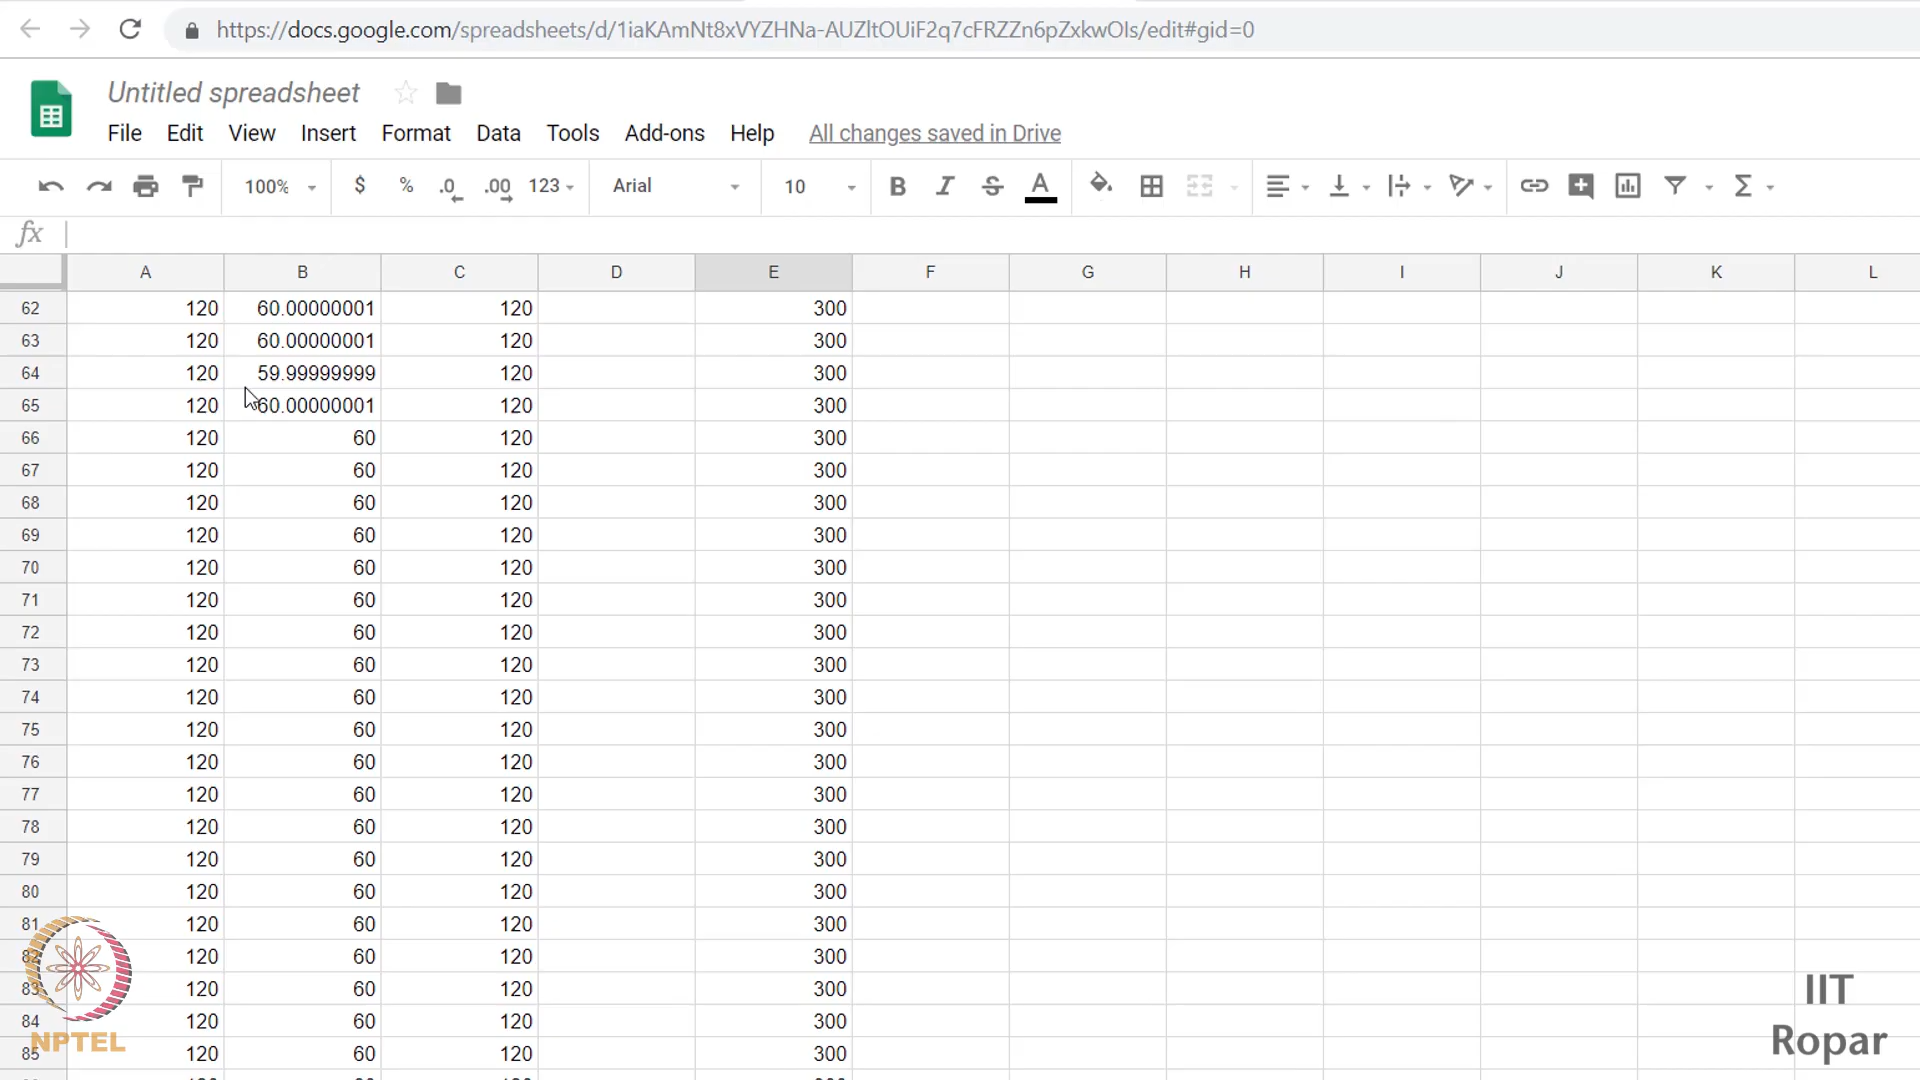 https://docs.google.com/spreadsheets/d/1iaKAmNt8xVYZHNa-AUZltOUiF2q7cFRZZn6pZxkwOIs/edit#gid=0
Untitled spreadsheet
File Edit View Insert Format Data Tools Add-ons Help All changes saved in Drive
100% $ % .0 .00 123 Arial 10 B I S A Σ
fx
A B C D E F G H I J K L
62 120 60.00000001 120 300
63 120 60.00000001 120 300
64 120 59.99999999 120 300
65 120 60.00000001 120 300
66 120 60 120 300
67 120 60 120 300
68 120 60 120 300
69 120 60 120 300
70 120 60 120 300
71 120 60 120 300
72 120 60 120 300
73 120 60 120 300
74 120 60 120 300
75 120 60 120 300
76 120 60 120 300
77 120 60 120 300
78 120 60 120 300
79 120 60 120 300
80 120 60 120 300
81 120 60 120 300
82 120 60 120 300
83 120 60 120 300
84 120 60 120 300
85 120 60 120 300
NPTEL
IIT
Ropar